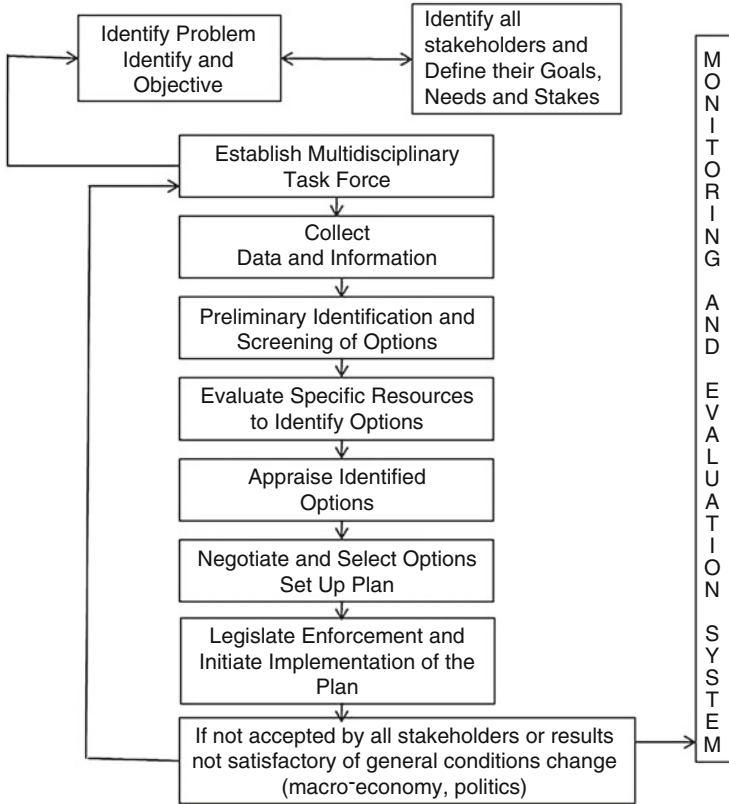 Identify Problem
Identify and
Objective
Identify all
stakeholders and
Define their Goals,
Needs and Stakes
Establish Multidisciplinary
Task Force
Collect
Data and Information
Preliminary Identification and
Screening of Options
Evaluate Specific Resources
to Identify Options
Appraise Identified
Options
Negotiate and Select Options
Set Up Plan
Legislate Enforcement and
Initiate Implementation of the
Plan
If not accepted by all stakeholders or results
not satisfactory of general conditions change
(macro-economy, politics)
MONITORING AND EVALUATION SYSTEM